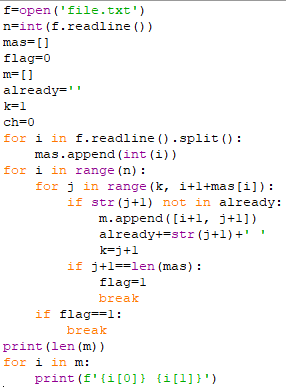 f=open('file.txt')
n=int(f.readline())
mas=[]
flag=0
m=[]
already=''
k=1
ch=0
for i in f.readline().split():
    mas.append(int(i))
for i in range(n):
    for j in range(k, i+1+mas[i]):
        if str(j+1) not in already:
            m.append([i+1, j+1])
            already+=str(j+1)+' '
            k=j+1
        if j+1==len(mas):
            flag=1
            break
    if flag==1:
        break
print(len(m))
for i in m:
    print(f'{i[0]} {i[1]}')